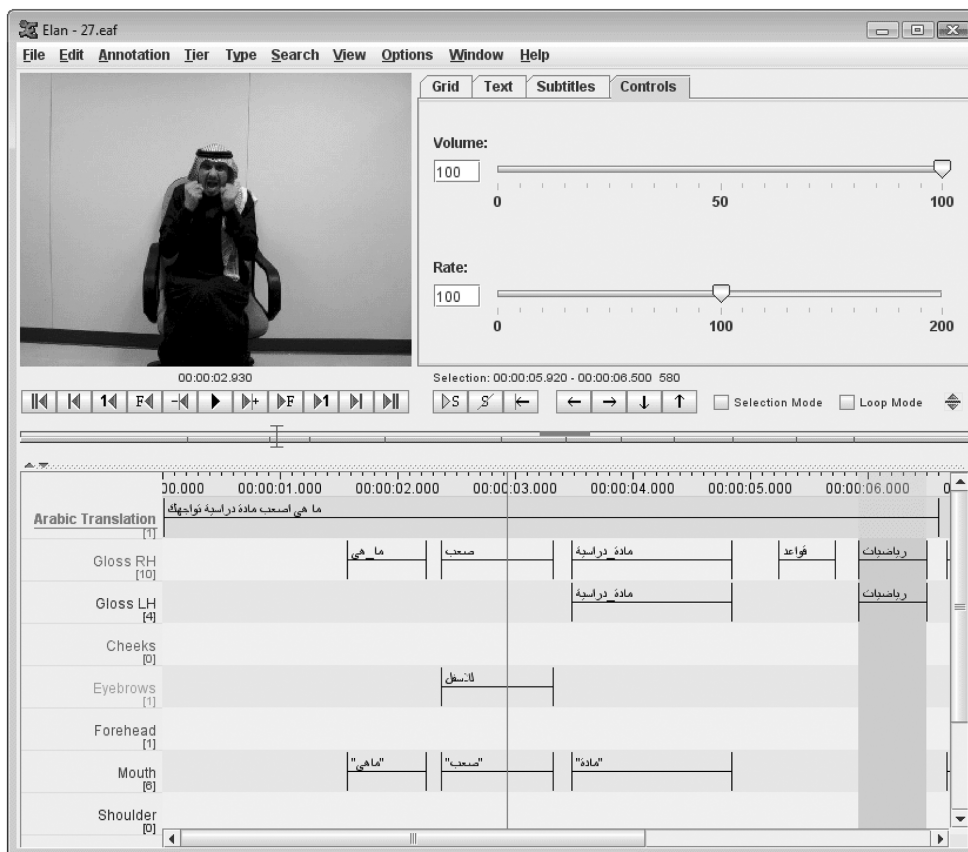 Elan - 27.eaf
File Edit Annotation Tier Type Search View Options Window Help
Grid Text Subtitles Controls
Volume:
100
0 50 100
Rate:
100
0 100 200
00:00:02.930
Selection: 00:00:05.920 - 00:00:06.500 580
Selection Mode Loop Mode
00.000 00:00:01.000 00:00:02.000 00:00:03.000 00:00:04.000 00:00:05.000 00:00:06.000 0
Arabic Translation
[1]
ما هي اصعب مادة دراسية تواجهك
Gloss RH
[10]
ما_هي صعب مادة_دراسية قواعد رياضيات
Gloss LH
[4]
مادة_دراسية رياضيات
Cheeks
[0]
Eyebrows
[1]
للأسفل
Forehead
[1]
Mouth
[6]
"ماهي" "صعب" "مادة"
Shoulder
[0]